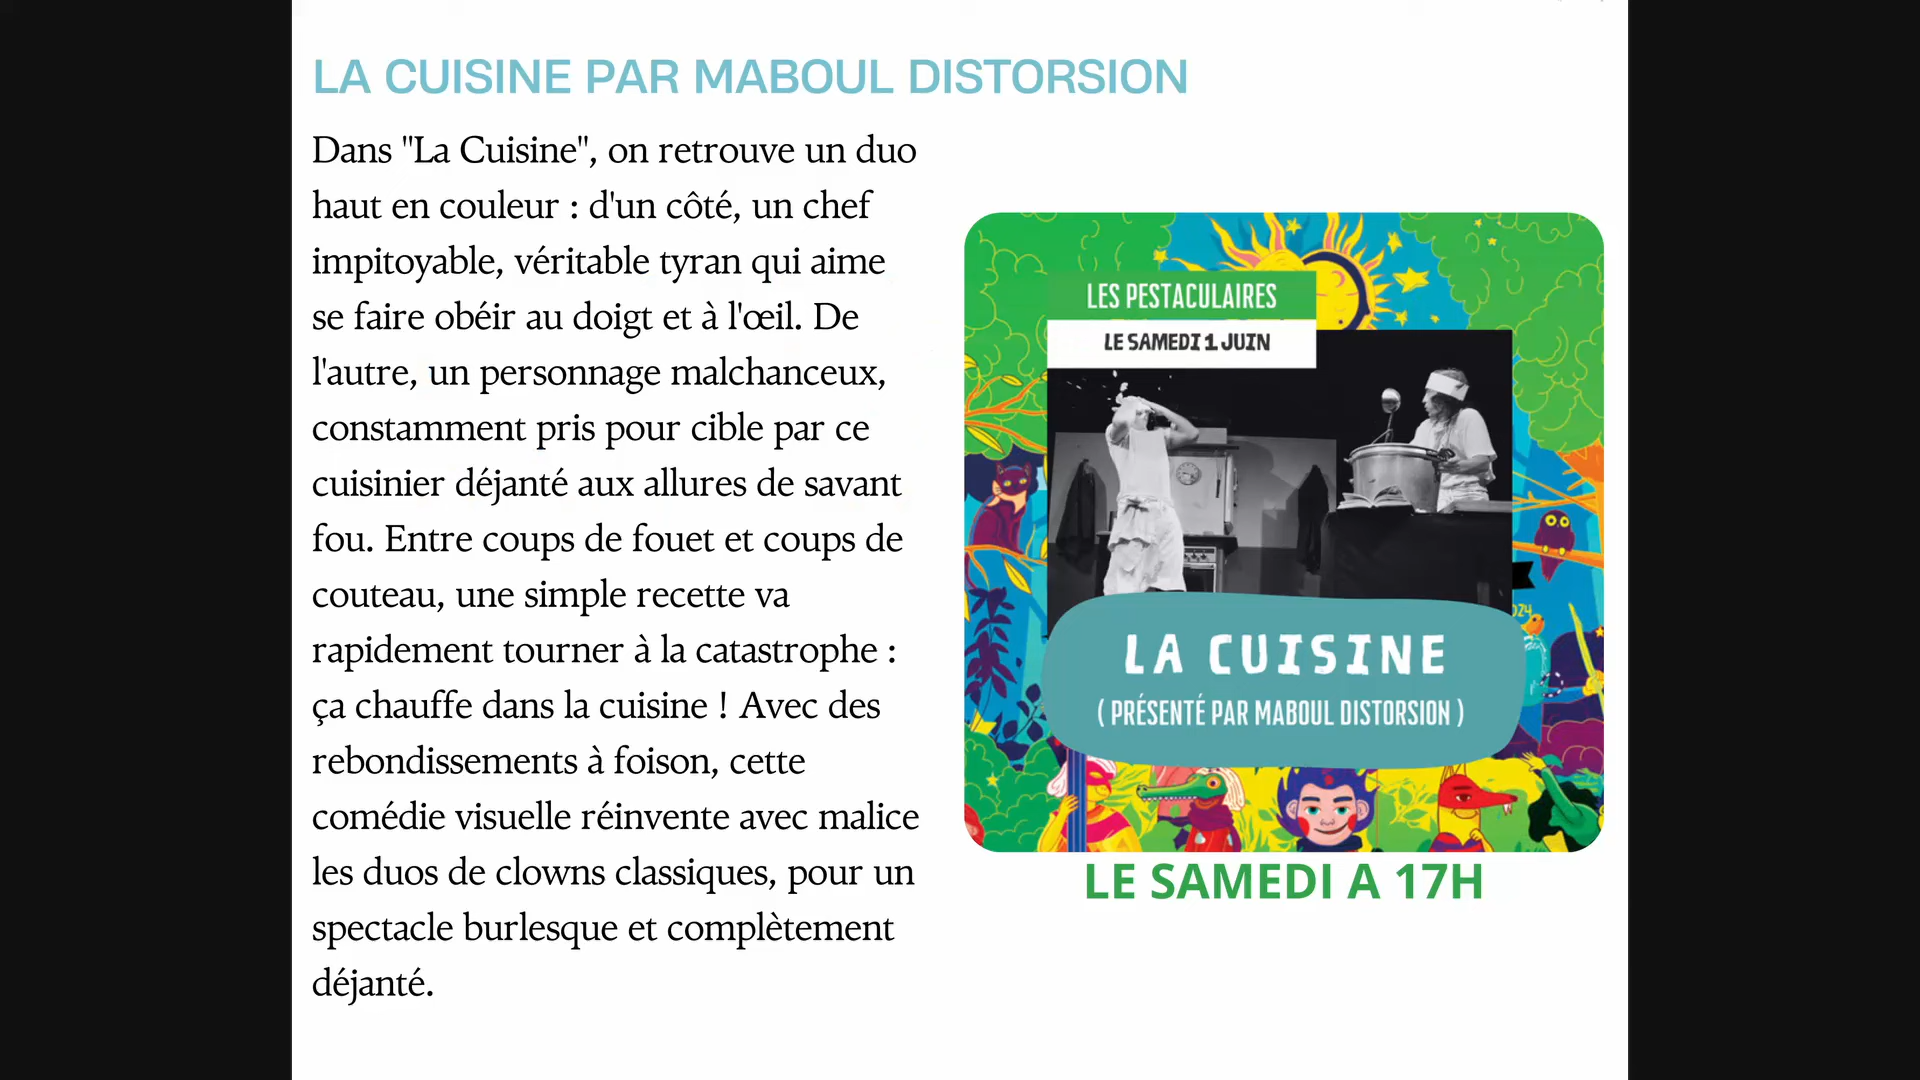 LA CUISINE PAR MABOUL DISTORSION
Dans "La Cuisine", on retrouve un duo
haut en couleur : d'un côté, un chef
impitoyable, véritable tyran qui aime
se faire obéir au doigt et à l'œil. De
l'autre, un personnage malchanceux,
constamment pris pour cible par ce
cuisinier déjanté aux allures de savant
fou. Entre coups de fouet et coups de
couteau, une simple recette va
rapidement tourner à la catastrophe :
ça chauffe dans la cuisine ! Avec des
rebondissements à foison, cette
comédie visuelle réinvente avec malice
les duos de clowns classiques, pour un
spectacle burlesque et complètement
déjanté.
LES PESTACULAIRES
LE SAMEDI 1 JUIN
LA CUISINE
( PRÉSENTÉ PAR MABOUL DISTORSION )
LE SAMEDI A 17H